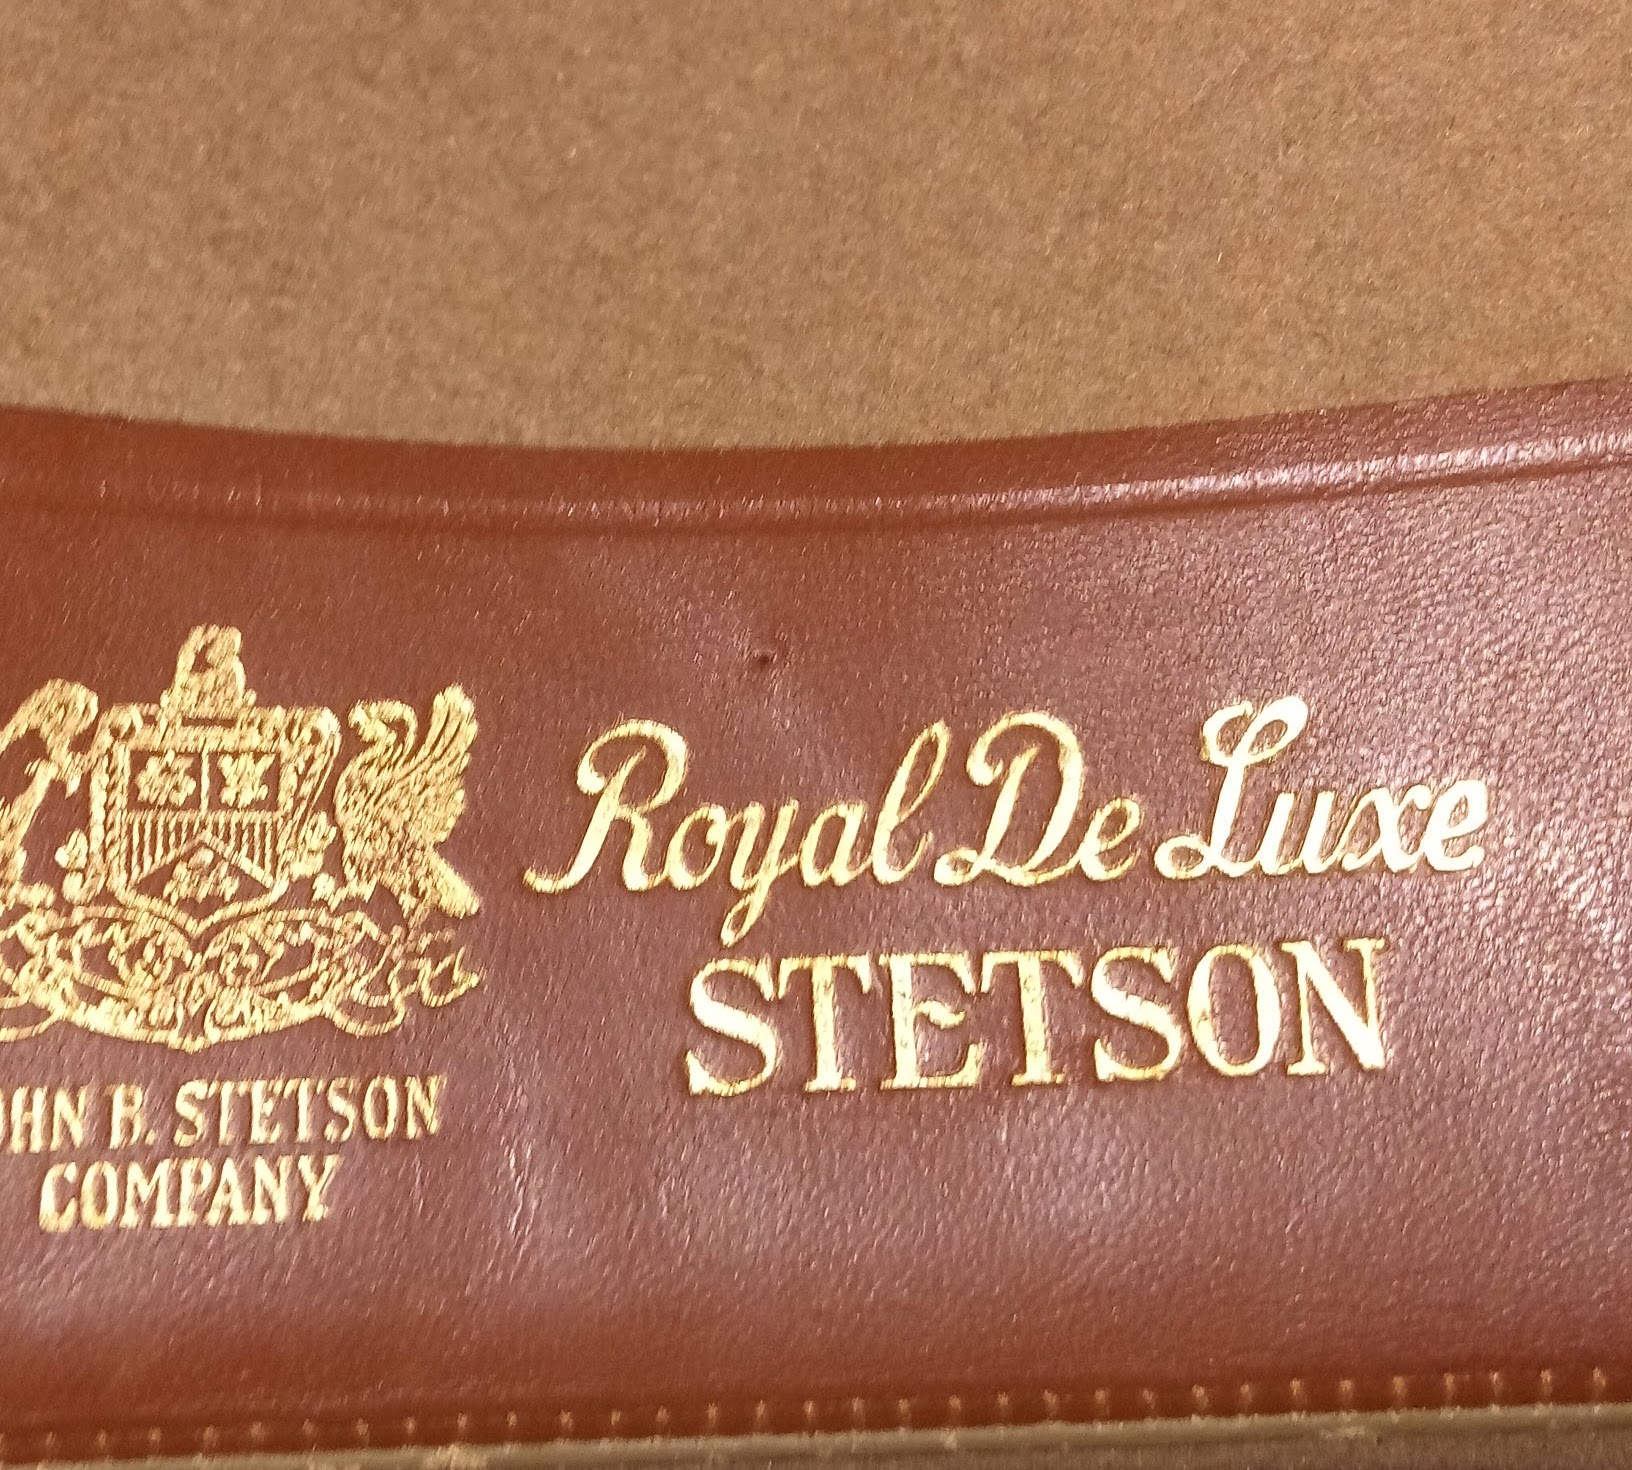 Royal De Luxe
STETSON
OHN B. STETSON
COMPANY